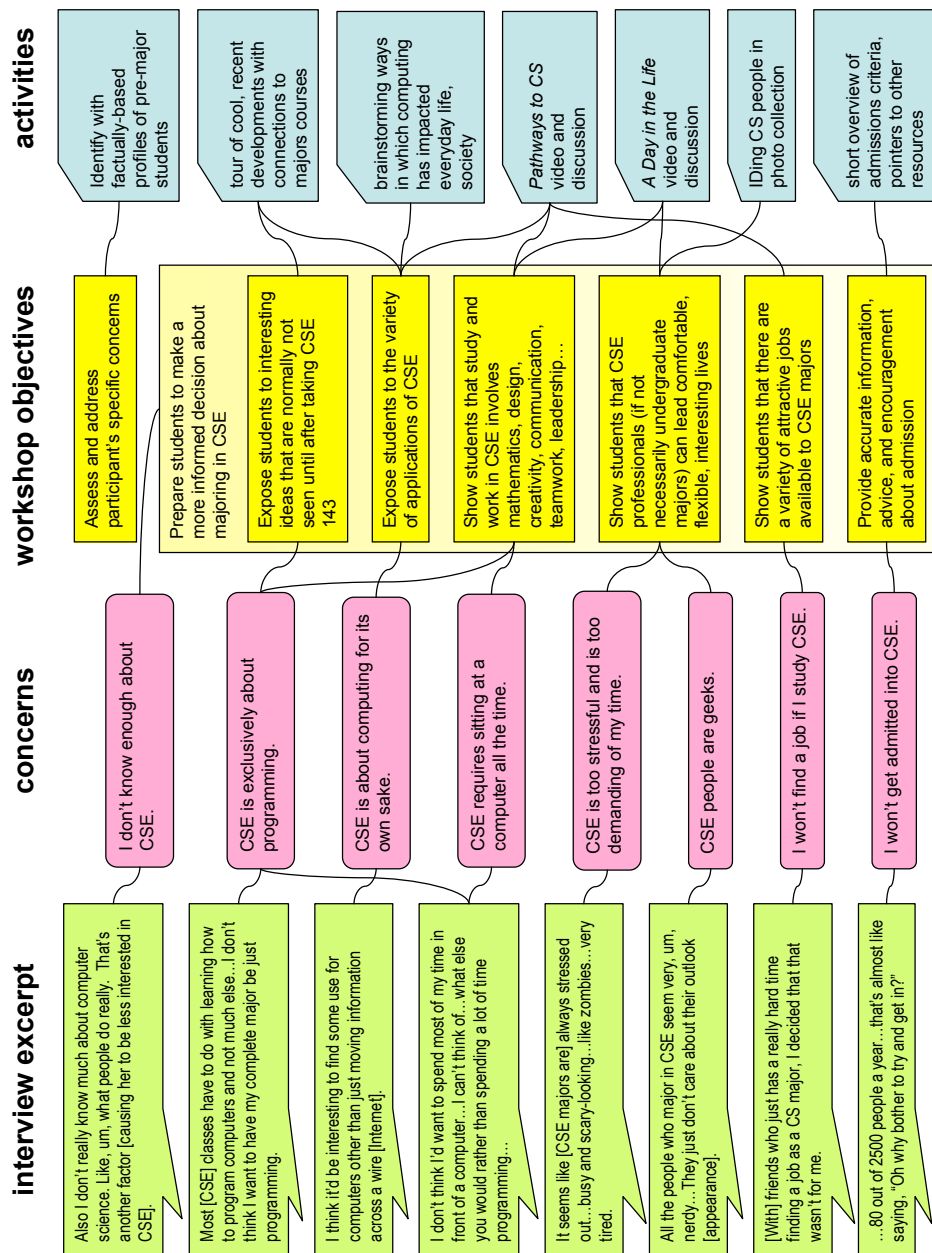 interview excerpt
Also I don't really know much about computer
science. Like, um, what people do really. That's
another factor [causing her to be less interested in
CSE].
Most [CSE] classes have to do with learning how
to program computers and not much else...I don't
think I want to have my complete major be just
programming.
I think it'd be interesting to find some use for
computers other than just moving information
across a wire [Internet].
I don't think I'd want to spend most of my time in
front of a computer...I can't think of...what else
you would rather than spending a lot of time
programming...
It seems like [CSE majors are] always stressed
out...busy and scary-looking...like zombies...very
tired.
All the people who major in CSE seem very, um,
nerdy... They just don't care about their outlook
[appearance].
[With] friends who just has a really hard time
finding a job as a CS major, I decided that that
wasn't for me.
...80 out of 2500 people a year...that's almost like
saying, "Oh why bother to try and get in?"
concerns
I don't know enough about
CSE.
CSE is exclusively about
programming.
CSE is about computing for its
own sake.
CSE requires sitting at a
computer all the time.
CSE is too stressful and is too
demanding of my time.
CSE people are geeks.
I won't find a job if I study CSE.
I won't get admitted into CSE.
workshop objectives
Assess and address
participant's specific concerns
Prepare students to make a
more informed decision about
majoring in CSE
Expose students to interesting
ideas that are normally not
seen until after taking CSE
143
Expose students to the variety
of applications of CSE
Show students that study and
work in CSE involves
mathematics, design,
creativity, communication,
teamwork, leadership...
Show students that CSE
professionals (if not
necessarily undergraduate
majors) can lead comfortable,
flexible, interesting lives
Show students that there are
a variety of attractive jobs
available to CSE majors
Provide accurate information,
advice, and encouragement
about admission
activities
Identify with
factually-based
profiles of pre-major
students
tour of cool, recent
developments with
connections to
majors courses
brainstorming ways
in which computing
has impacted
everyday life,
society
Pathways to CS
video and
discussion
A Day in the Life
video and
discussion
IDing CS people in
photo collection
short overview of
admissions criteria,
pointers to other
resources